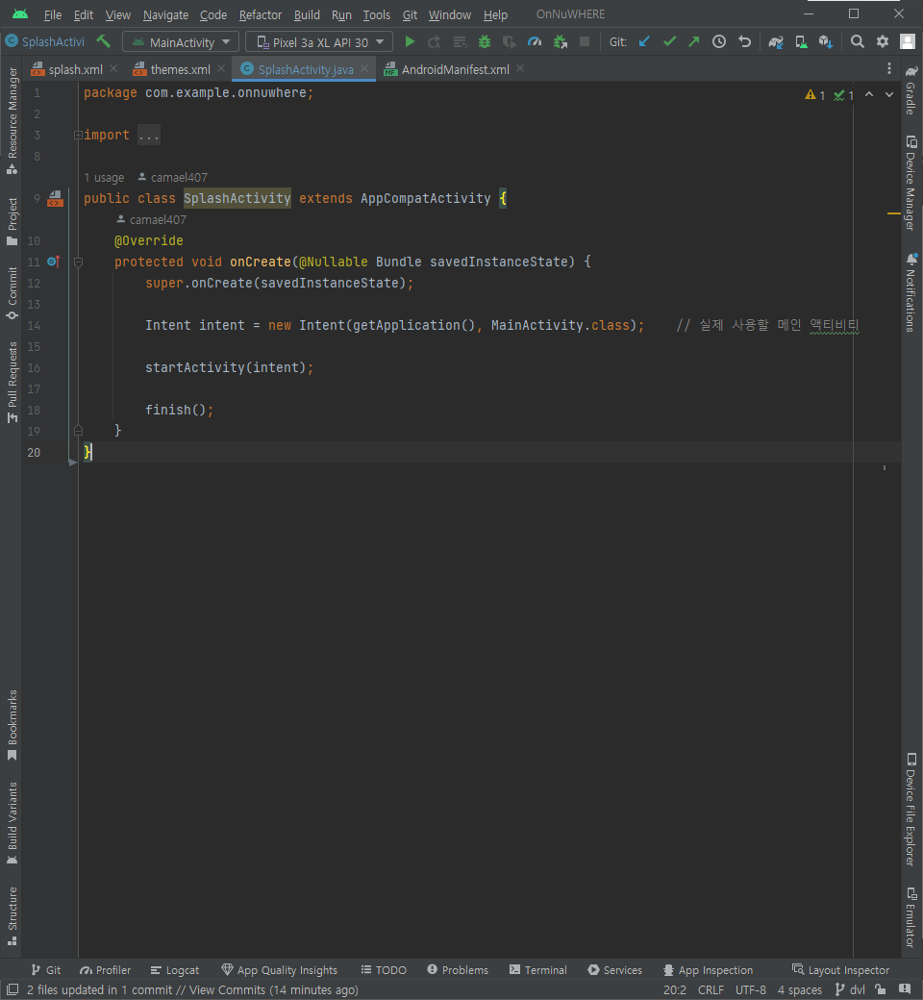 File Edit View Navigate Code Refactor Build Run Tools Git Window Help OnNuWHERE
SplashActivi MainActivity Pixel 3a XL API 30 Git:
splash.xml themes.xml SplashActivity.java AndroidManifest.xml
1 package com.example.onnuwhere; 1 1
2
3 import ...
8
1 usage camael407
9 public class SplashActivity extends AppCompatActivity {
camael407
10 @Override
11 protected void onCreate(@Nullable Bundle savedInstanceState) {
12 super.onCreate(savedInstanceState);
13
14 Intent intent = new Intent(getApplication(), MainActivity.class); // 실제 사용할 메인 액티비티
15
16 startActivity(intent);
17
18 finish();
19 }
20 }
Resource Manager
Project
Commit
Pull Requests
Bookmarks
Build Variants
Structure
Gradle
Device Manager
Notifications
Device File Explorer
Emulator
Git Profiler Logcat App Quality Insights TODO Problems Terminal Services App Inspection Layout Inspector
2 files updated in 1 commit // View Commits (14 minutes ago) 20:2 CRLF UTF-8 4 spaces dvl